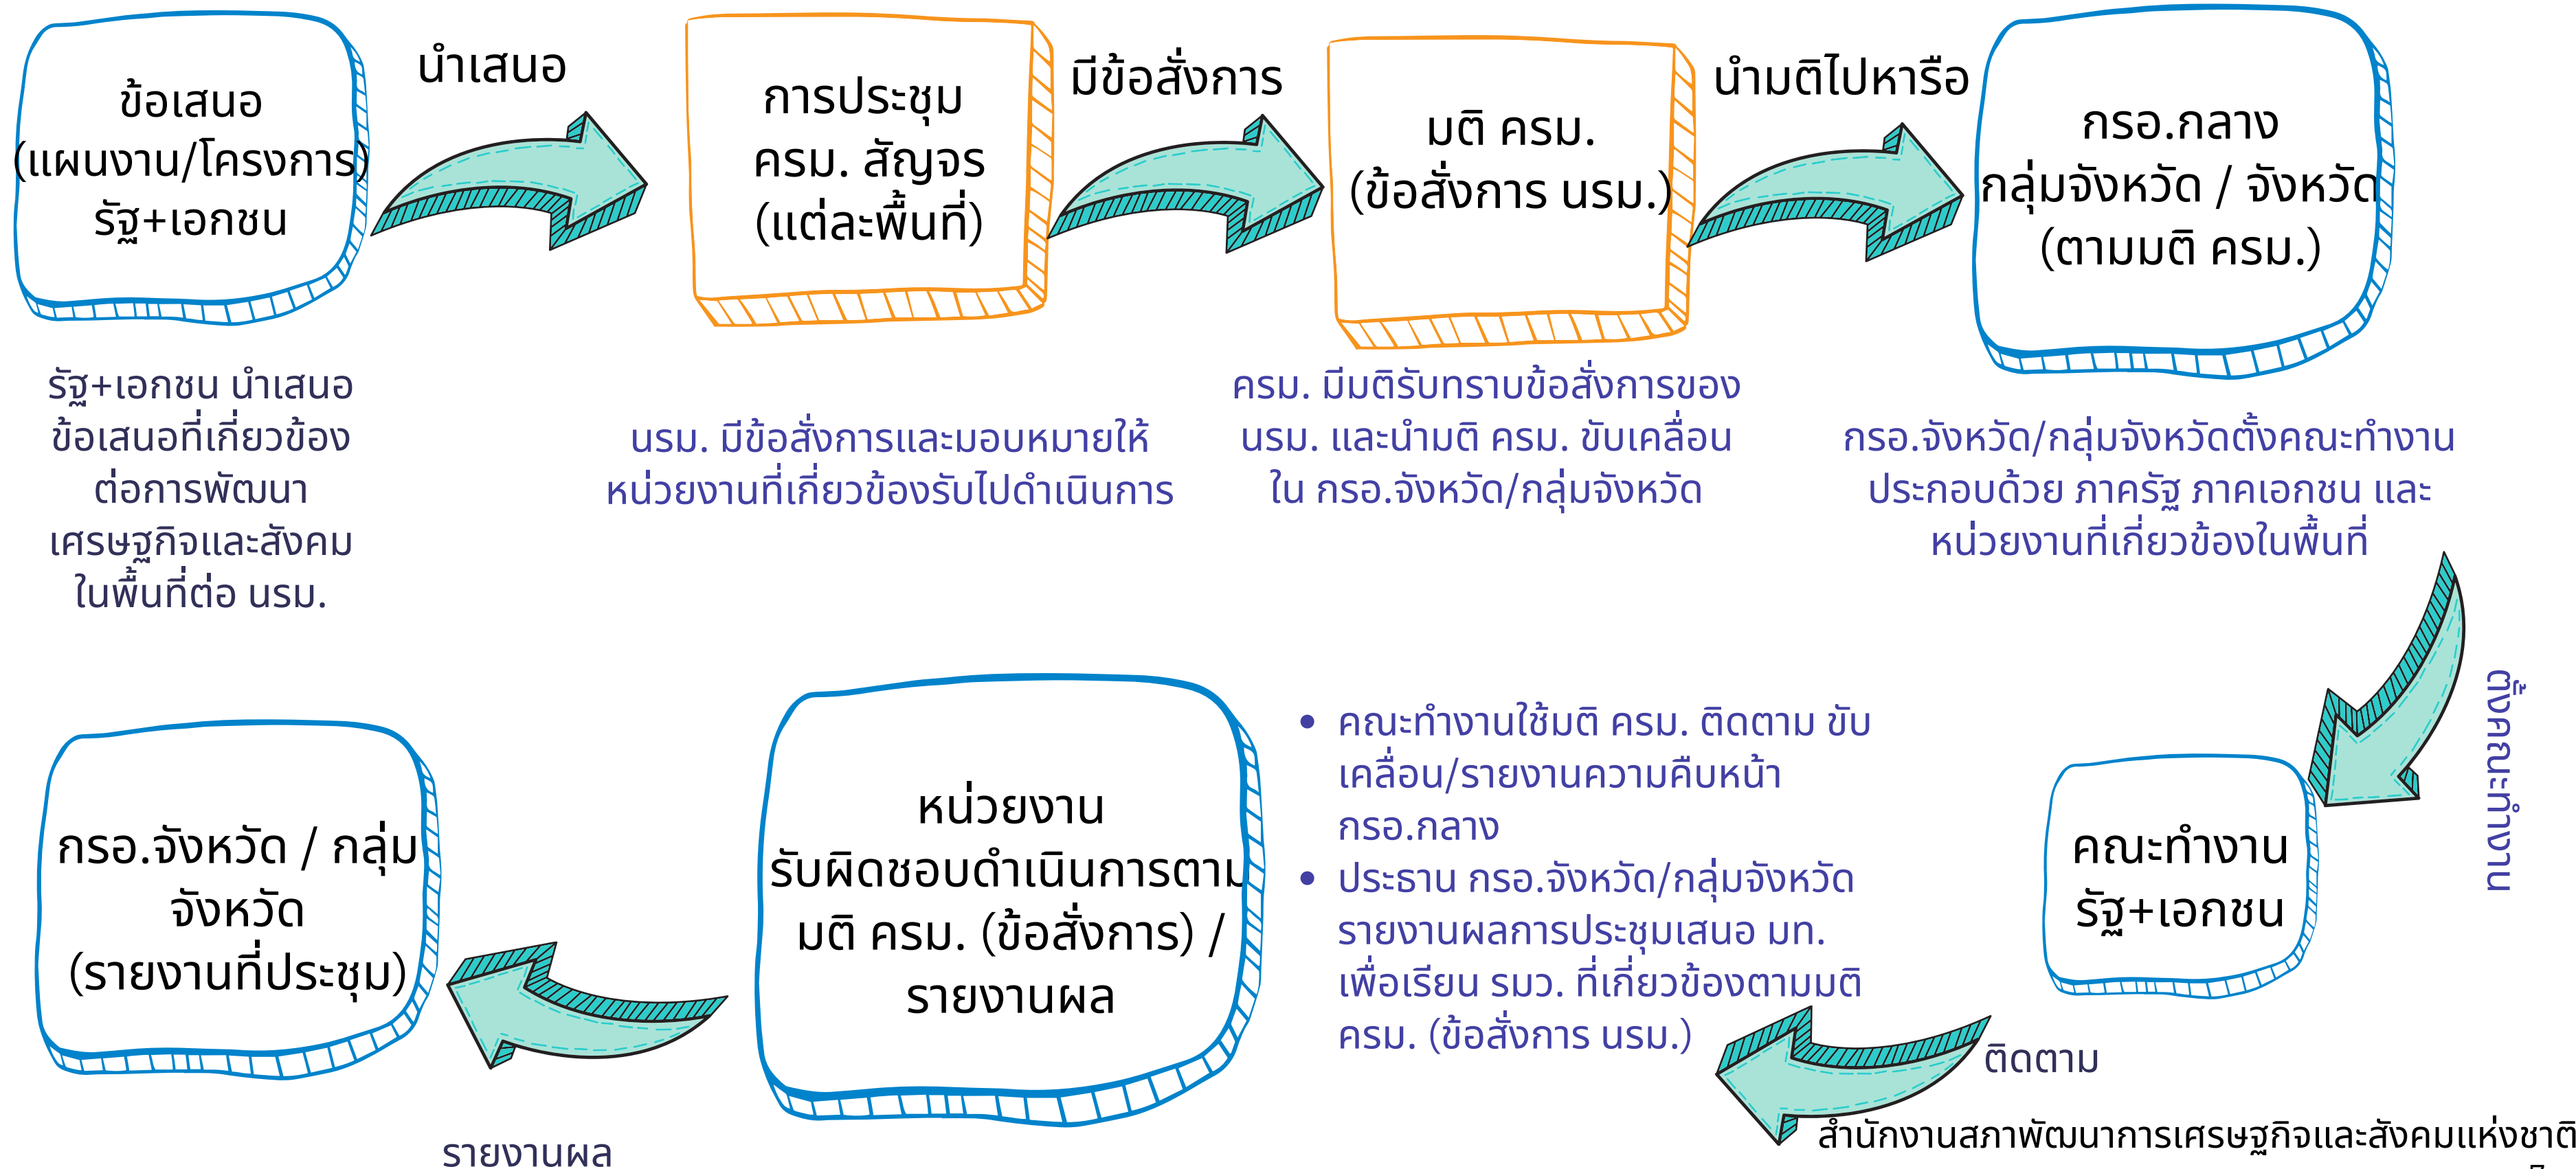 ข้อเสนอ
(แผนงาน/โครงการ)
รัฐ+เอกชน
นำเสนอ
การประชุม
ครม. สัญจร
(แต่ละพื้นที่)
มีข้อสั่งการ
มติ ครม.
(ข้อสั่งการ นรม.)
นำมติไปหารือ
กรอ.กลาง
กลุ่มจังหวัด / จังหวัด
(ตามมติ ครม.)
รัฐ+เอกชน นำเสนอ
ข้อเสนอที่เกี่ยวข้อง
ต่อการพัฒนา
เศรษฐกิจและสังคม
ในพื้นที่ต่อ นรม.
นรม. มีข้อสั่งการและมอบหมายให้
หน่วยงานที่เกี่ยวข้องรับไปดำเนินการ
ครม. มีมติรับทราบข้อสั่งการของ
นรม. และนำมติ ครม. ขับเคลื่อน
ใน กรอ.จังหวัด/กลุ่มจังหวัด
กรอ.จังหวัด/กลุ่มจังหวัดตั้งคณะทำงาน
ประกอบด้วย ภาครัฐ ภาคเอกชน และ
หน่วยงานที่เกี่ยวข้องในพื้นที่
ตั้งคณะทำงาน
คณะทำงาน
รัฐ+เอกชน
ติดตาม
• คณะทำงานใช้มติ ครม. ติดตาม ขับ
เคลื่อน/รายงานความคืบหน้า
กรอ.กลาง
• ประธาน กรอ.จังหวัด/กลุ่มจังหวัด
รายงานผลการประชุมเสนอ มท.
เพื่อเรียน รมว. ที่เกี่ยวข้องตามมติ
ครม. (ข้อสั่งการ นรม.)
หน่วยงาน
รับผิดชอบดำเนินการตาม
มติ ครม. (ข้อสั่งการ) /
รายงานผล
รายงานผล
กรอ.จังหวัด / กลุ่ม
จังหวัด
(รายงานที่ประชุม)
สำนักงานสภาพัฒนาการเศรษฐกิจและสังคมแห่งชาติ